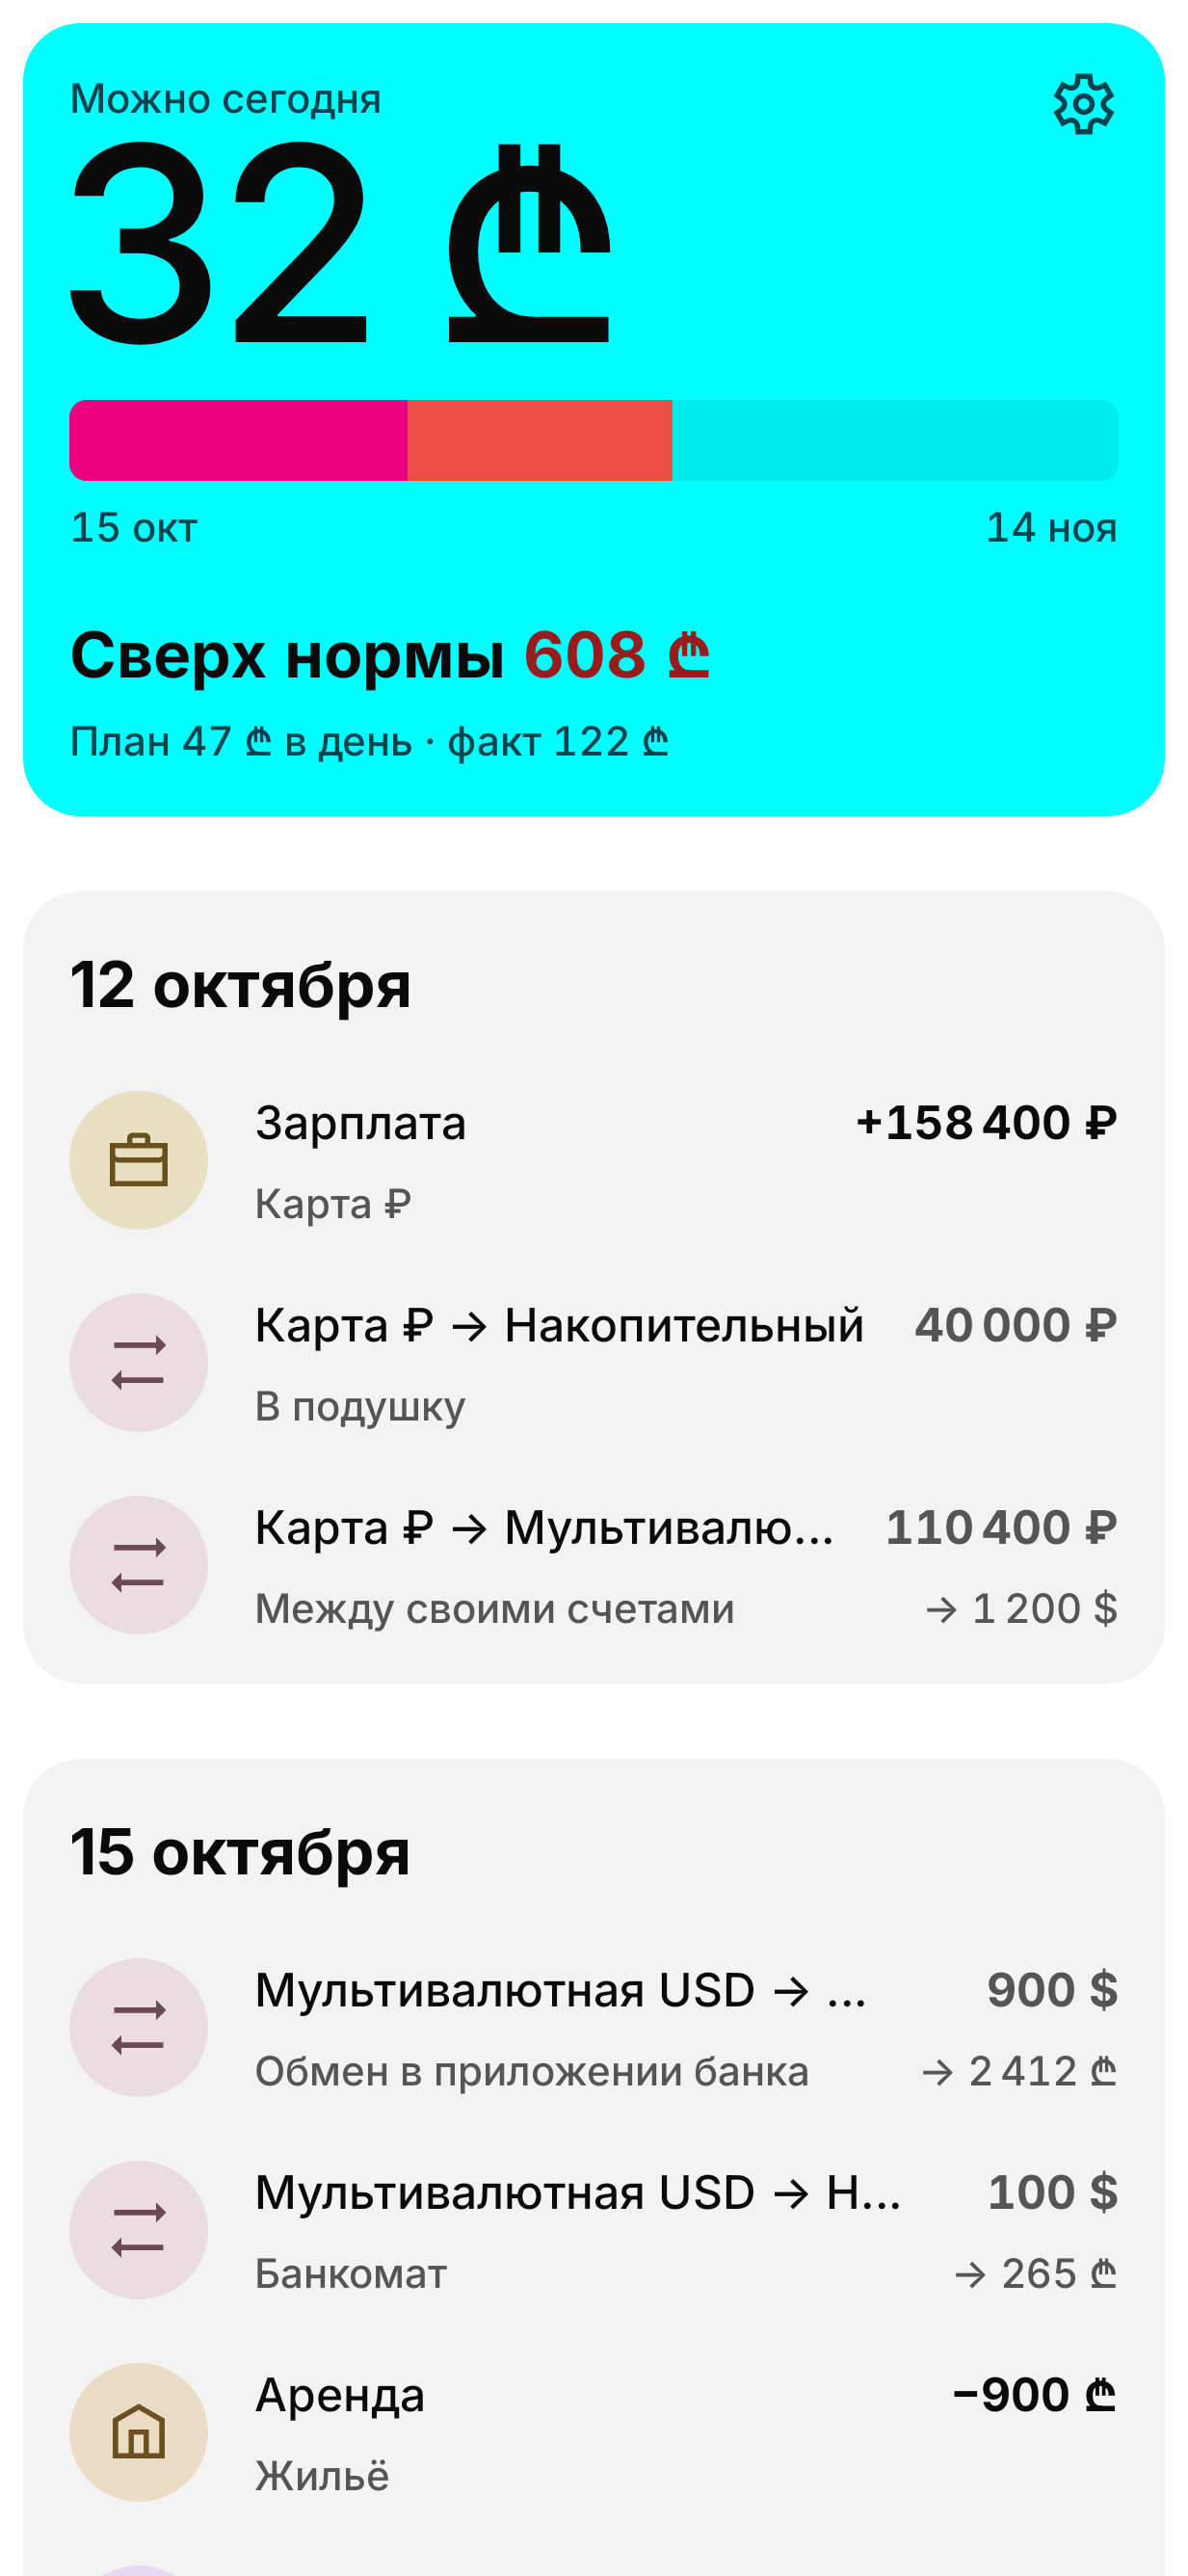 Можно сегодня
32 ₾
15 окт 14 ноя
Сверх нормы 608 ₾
План 47 ₾ в день · факт 122 ₾
12 октября
Зарплата +158 400 ₽
Карта ₽
Карта ₽ → Накопительный 40 000 ₽
В подушку
Карта ₽ → Мультивалю... 110 400 ₽
Между своими счетами → 1 200 $
15 октября
Мультивалютная USD → ... 900 $
Обмен в приложении банка → 2 412 ₾
Мультивалютная USD → Н... 100 $
Банкомат → 265 ₾
Аренда −900 ₾
Жильё